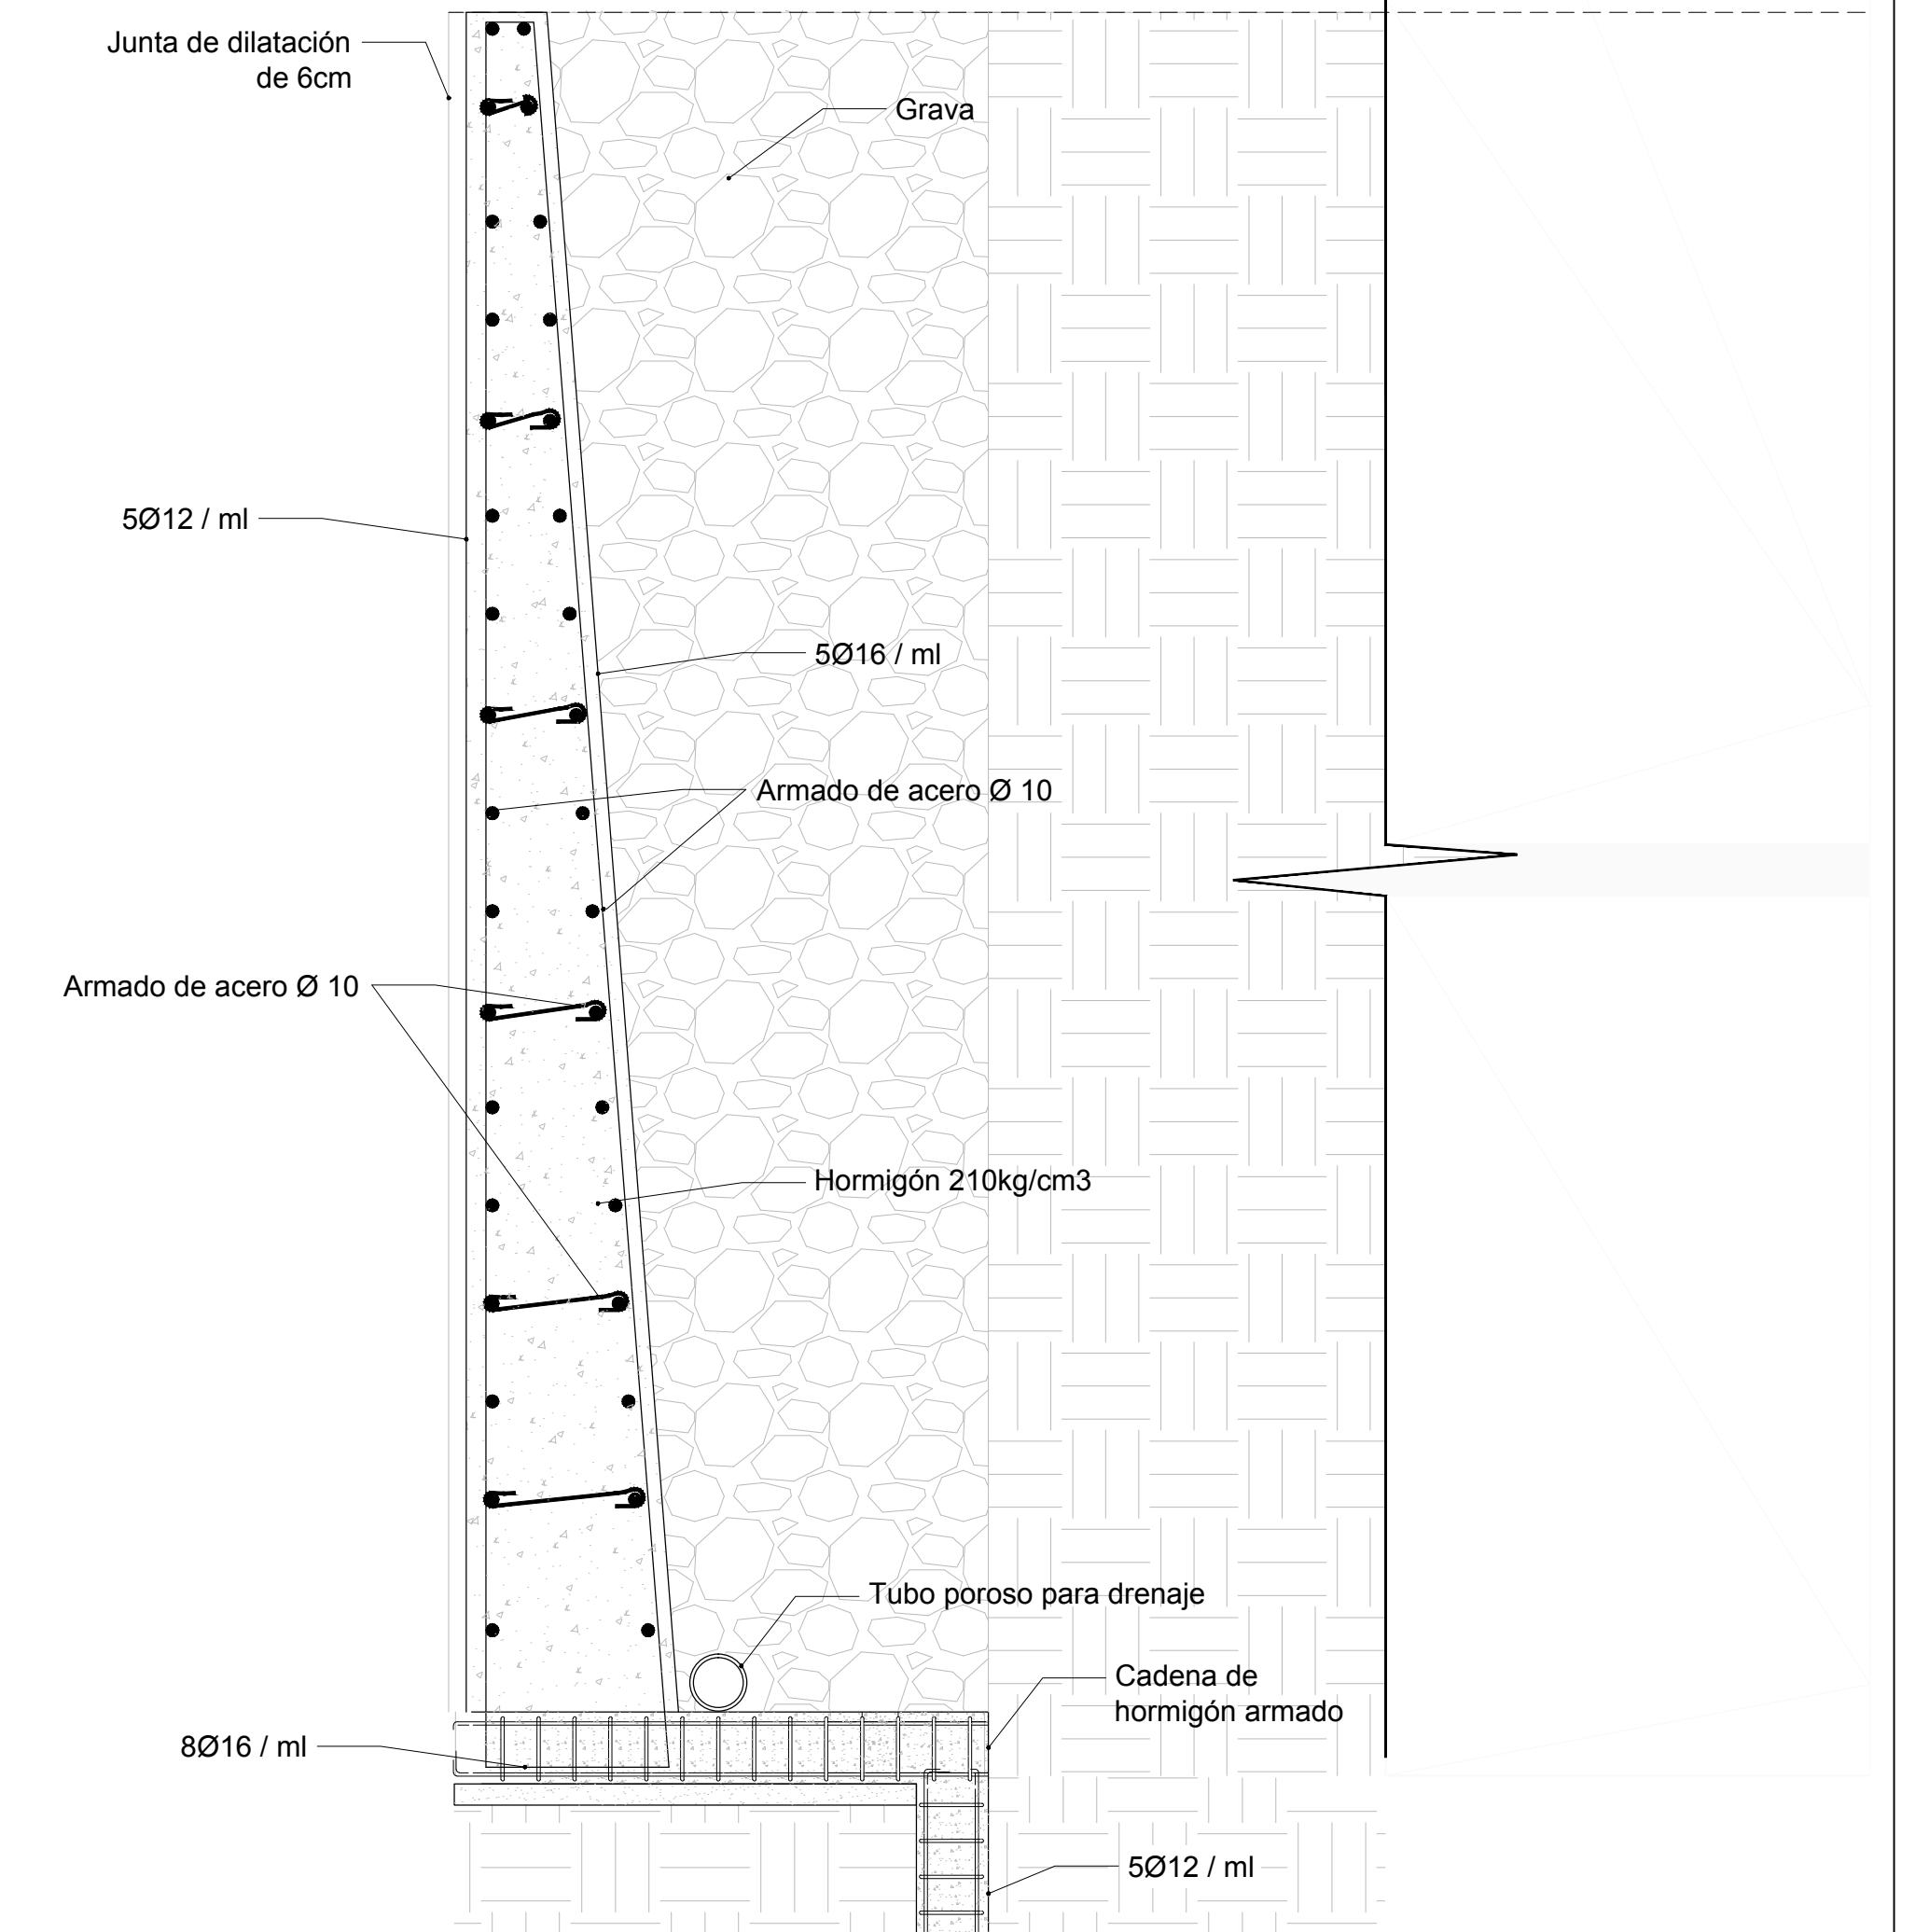 Junta de dilatación
de 6cm
Grava
5Ø12 / ml
5Ø16 / ml
Armado de acero Ø 10
Armado de acero Ø 10
Hormigón 210kg/cm3
Tubo poroso para drenaje
Cadena de
hormigón armado
8Ø16 / ml
5Ø12 / ml